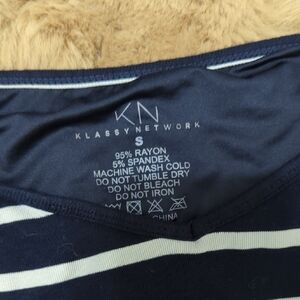 KN
KLASSY NETWORK
S
95% RAYON
5% SPANDEX
MACHINE WASH COLD
DO NOT TUMBLE DRY
DO NOT BLEACH
DO NOT IRON
CHINA